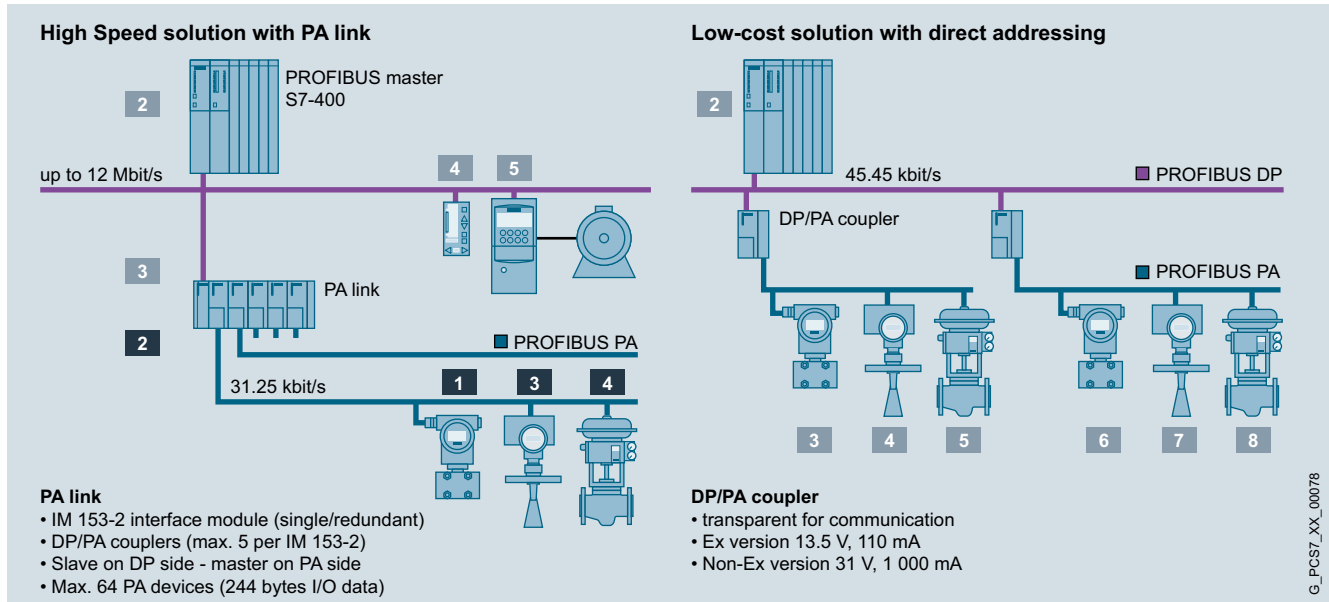 High Speed solution with PA link
2
PROFIBUS master
S7-400
up to 12 Mbit/s
4
5
3
PA link
2
PROFIBUS PA
31.25 kbit/s
1
3
4
PA link
• IM 153-2 interface module (single/redundant)
• DP/PA couplers (max. 5 per IM 153-2)
• Slave on DP side - master on PA side
• Max. 64 PA devices (244 bytes I/O data)
Low-cost solution with direct addressing
2
45.45 kbit/s
PROFIBUS DP
DP/PA coupler
PROFIBUS PA
3
4
5
6
7
8
DP/PA coupler
• transparent for communication
• Ex version 13.5 V, 110 mA
• Non-Ex version 31 V, 1 000 mA
G_PCS7_XX_00078